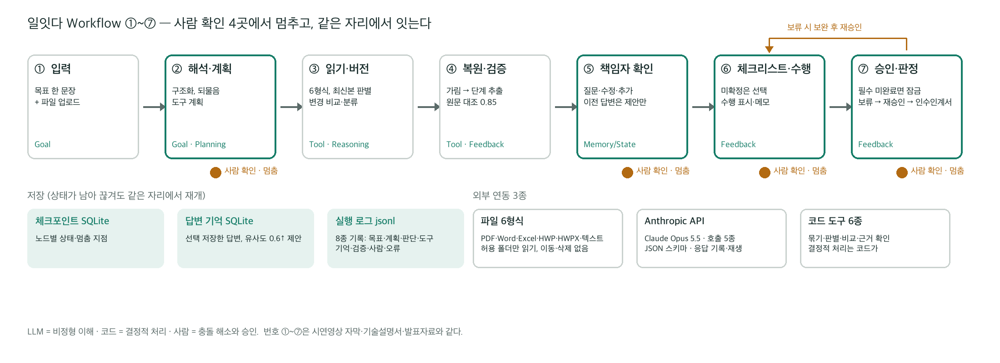 일잇다 Workflow ①~⑦ — 사람 확인 4곳에서 멈추고, 같은 자리에서 잇는다
보류 시 보완 후 재승인
① 입력
목표 한 문장
+ 파일 업로드
Goal
② 해석·계획
구조화, 되물음
도구 계획
Goal · Planning
③ 읽기·버전
6형식, 최신본 판별
변경 비교·분류
Tool · Reasoning
④ 복원·검증
가림 → 단계 추출
원문 대조 0.85
Tool · Feedback
⑤ 책임자 확인
질문·수정·추가
이전 답변은 제안만
Memory/State
⑥ 체크리스트·수행
미확정은 선택
수행 표시·메모
Feedback
⑦ 승인·판정
필수 미완료면 잠금
보류 → 재승인 → 인수인계서
Feedback
사람 확인 · 멈춤
사람 확인 · 멈춤
사람 확인 · 멈춤
사람 확인 · 멈춤
저장 (상태가 남아 끊겨도 같은 자리에서 재개)
체크포인트 SQLite
노드별 상태·멈춤 지점
답변 기억 SQLite
선택 저장한 답변, 유사도 0.6↑ 제안
실행 로그 jsonl
8종 기록: 목표·계획·판단·도구
기억·검증·사람·오류
외부 연동 3종
파일 6형식
PDF·Word·Excel·HWP·HWPX·텍스트
허용 폴더만 읽기, 이동·삭제 없음
Anthropic API
Claude Opus 5.5 · 호출 5종
JSON 스키마 · 응답 기록·재생
코드 도구 6종
묶기·판별·비교·근거 확인
결정적 처리는 코드가
LLM = 비정형 이해 · 코드 = 결정적 처리 · 사람 = 충돌 해소와 승인. 번호 ①~⑦은 시연영상 자막·기술설명서·발표자료와 같다.